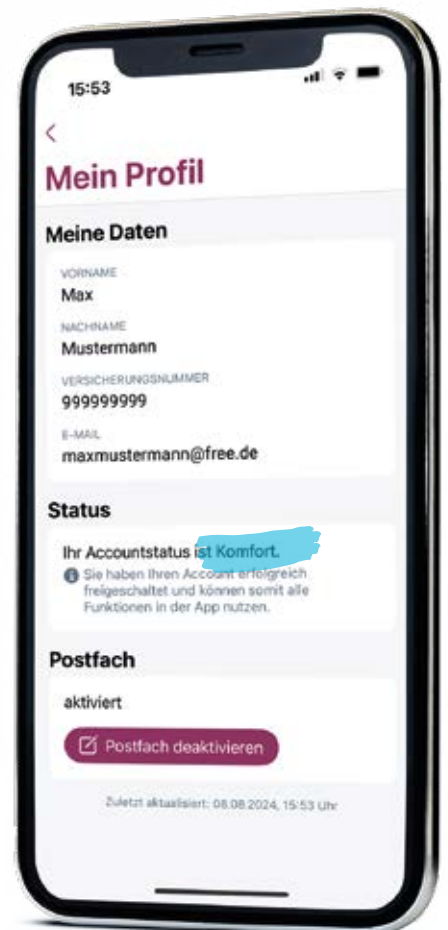 15:53
Mein Profil
Meine Daten
VORNAME
Max
NACHNAME
Mustermann
VERSICHERUNGSNUMMER
999999999
E-MAIL
maxmustermann@free.de
Status
Ihr Accountstatus ist Komfort.
Sie haben Ihren Account erfolgreich
freigeschaltet und können somit alle
Funktionen in der App nutzen.
Postfach
aktiviert
Postfach deaktivieren
Zuletzt aktualisiert: 08.08.2024, 15:53 Uhr